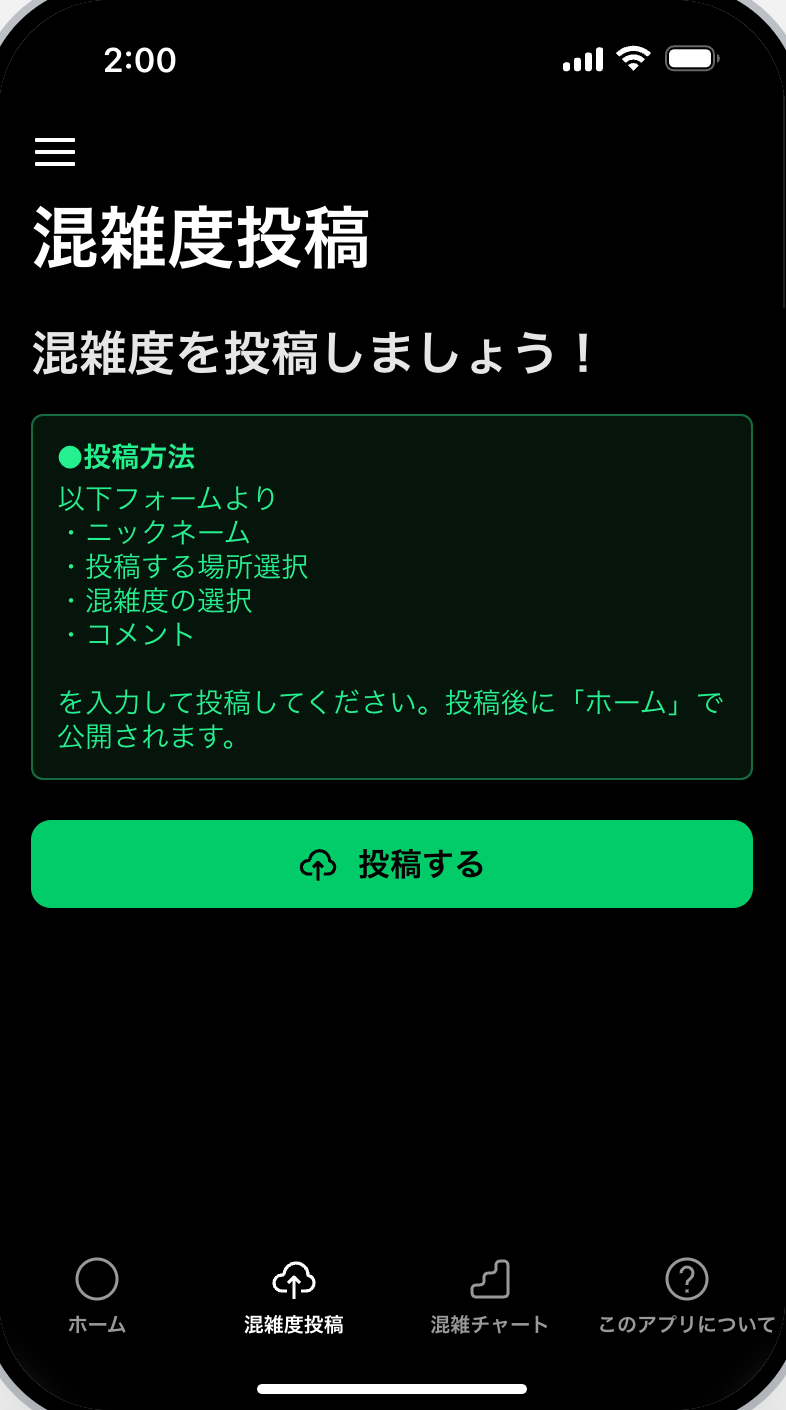 2:00
混雑度投稿
混雑度を投稿しましょう！
●投稿方法
以下フォームより
・ニックネーム
・投稿する場所選択
・混雑度の選択
・コメント
を入力して投稿してください。投稿後に「ホーム」で
公開されます。
投稿する
ホーム
混雑度投稿
混雑チャート
このアプリについて